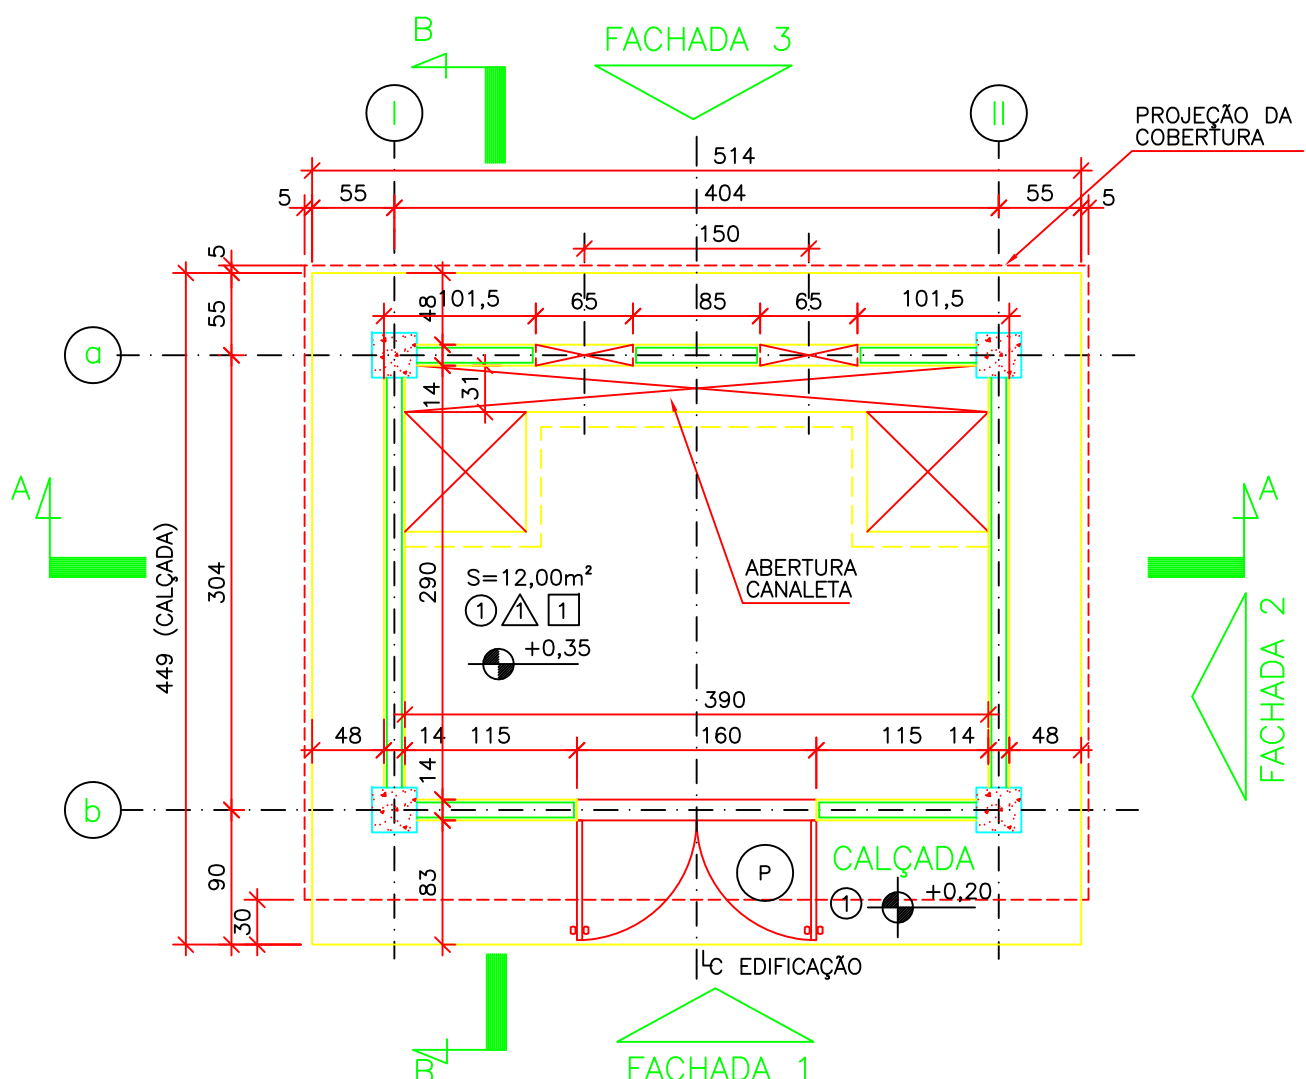 B
FACHADA 3
I
II
PROJEÇÃO DA
COBERTURA
514
5
55
404
55
5
150
5
55
101,5
48
65
85
65
101,5
a
14
31
A
A
449 (CALÇADA)
304
290
S=12,00m²
1
1
1
+0,35
ABERTURA
CANALETA
FACHADA 2
390
48
14
115
160
115
14
48
14
b
90
83
30
P
CALÇADA
1
+0,20
LC EDIFICAÇÃO
B
FACHADA 1